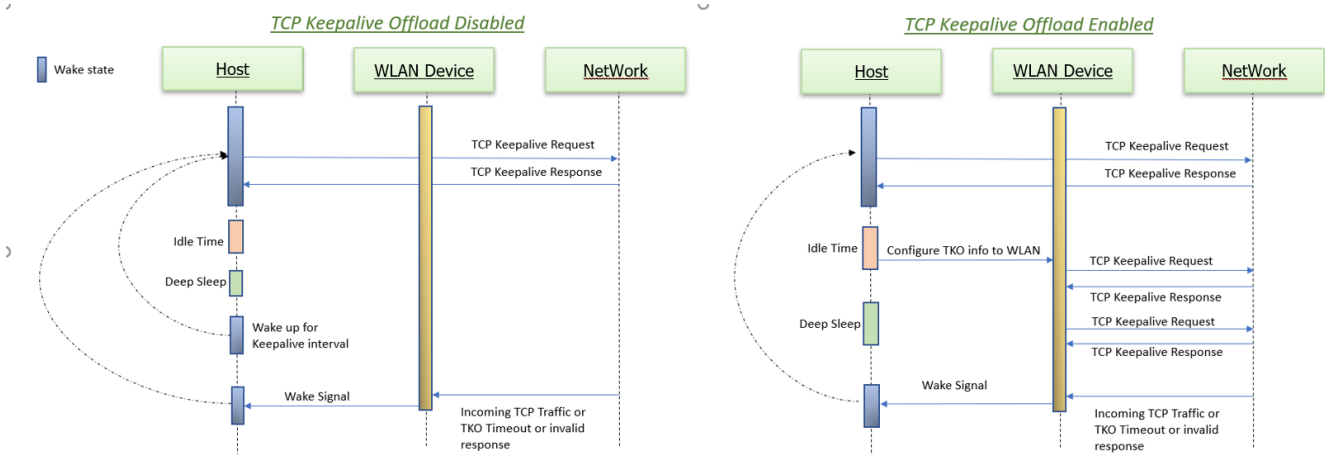 TCP Keepalive Offload Disabled
Wake state
Host
WLAN Device
NetWork
TCP Keepalive Request
TCP Keepalive Response
Idle Time
Deep Sleep
Wake up for
Keepalive interval
Wake Signal
Incoming TCP Traffic or
TKO Timeout or invalid
response
TCP Keepalive Offload Enabled
Host
WLAN Device
NetWork
TCP Keepalive Request
TCP Keepalive Response
Idle Time
Configure TKO info to WLAN
TCP Keepalive Request
TCP Keepalive Response
Deep Sleep
TCP Keepalive Request
TCP Keepalive Response
Wake Signal
Incoming TCP Traffic or
TKO Timeout or invalid
response